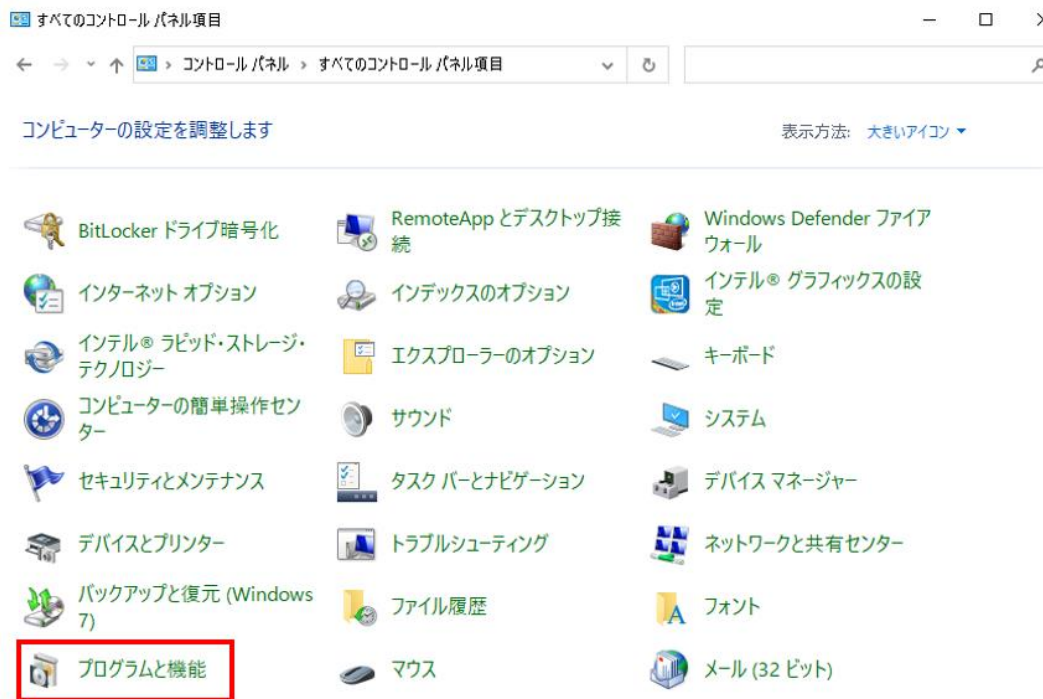 すべてのコントロール パネル項目
コントロール パネル › すべてのコントロール パネル項目
コンピューターの設定を調整します
表示方法: 大きいアイコン
BitLocker ドライブ暗号化
RemoteApp とデスクトップ接
続
Windows Defender ファイア
ウォール
インターネット オプション
インデックスのオプション
インテル® グラフィックスの設
定
インテル® ラピッド・ストレージ・
テクノロジー
エクスプローラーのオプション
キーボード
コンピューターの簡単操作セン
ター
サウンド
システム
セキュリティとメンテナンス
タスク バーとナビゲーション
デバイス マネージャー
デバイスとプリンター
トラブルシューティング
ネットワークと共有センター
バックアップと復元 (Windows
7)
ファイル履歴
フォント
プログラムと機能
マウス
メール (32 ビット)